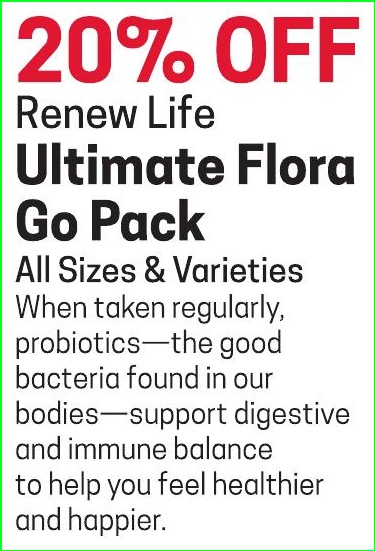 20% OFF
Renew Life
Ultimate Flora
Go Pack
All Sizes & Varieties
When taken regularly,
probiotics—the good
bacteria found in our
bodies—support digestive
and immune balance
to help you feel healthier
and happier.